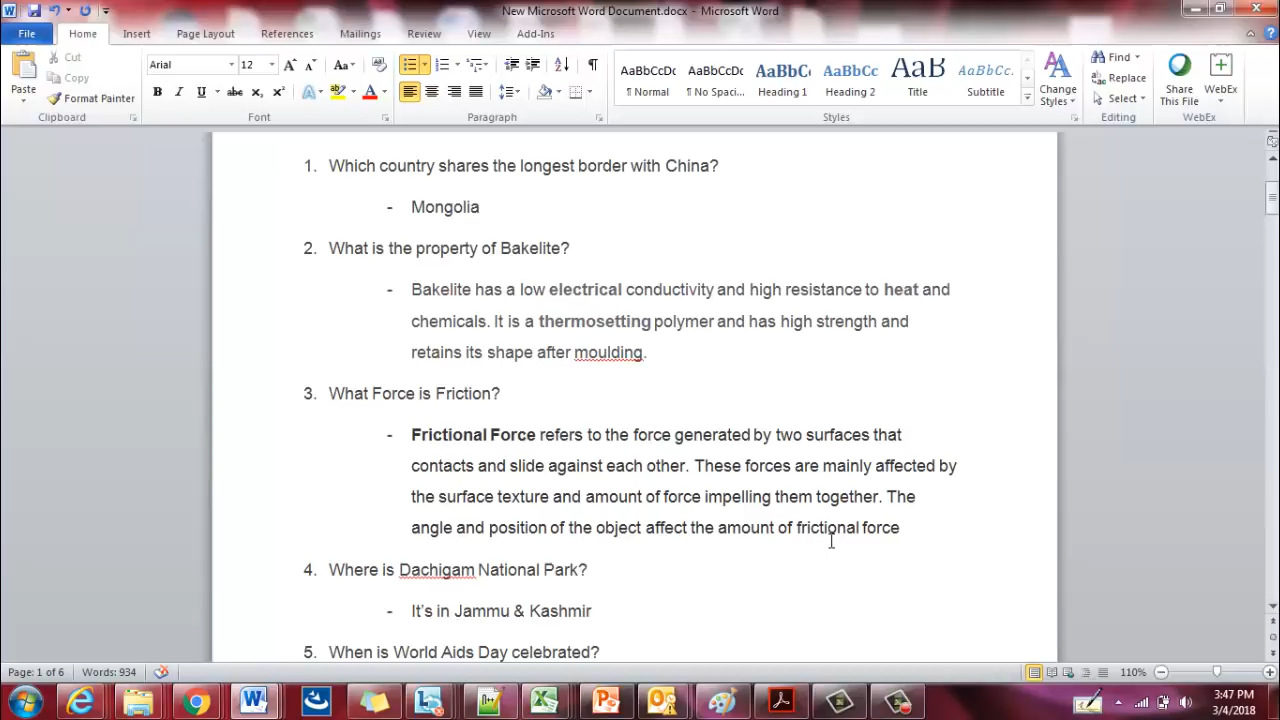 New Microsoft Word Document.docx - Microsoft Word
File Home Insert Page Layout References Mailings Review View Add-Ins
Paste
Cut
Copy
Format Painter
Clipboard
Arial 12
Font
Paragraph
AaBbCcDc AaBbCcDc AaBbC AaBbCc AaB AaBbCc.
¶ Normal ¶ No Spaci... Heading 1 Heading 2 Title Subtitle
Change Styles
Styles
Find
Replace
Select
Editing
Share This File
WebEx
WebEx
1. Which country shares the longest border with China?
- Mongolia
2. What is the property of Bakelite?
- Bakelite has a low electrical conductivity and high resistance to heat and
chemicals. It is a thermosetting polymer and has high strength and
retains its shape after moulding.
3. What Force is Friction?
- Frictional Force refers to the force generated by two surfaces that
contacts and slide against each other. These forces are mainly affected by
the surface texture and amount of force impelling them together. The
angle and position of the object affect the amount of frictional force
4. Where is Dachigam National Park?
- It's in Jammu & Kashmir
5. When is World Aids Day celebrated?
Page: 1 of 6 Words: 934 110%
3:47 PM
3/4/2018